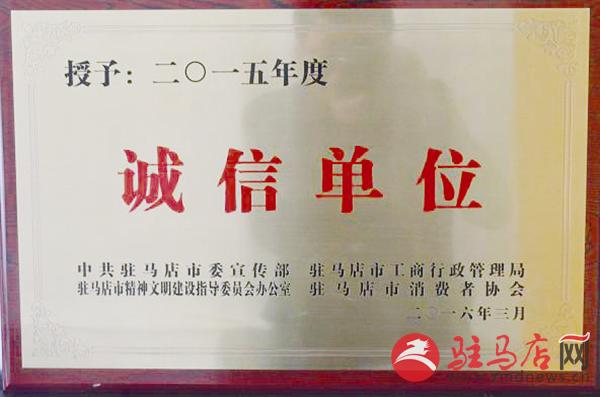 授予：二〇一五年度
诚信单位
中共驻马店市委宣传部 驻马店市工商行政管理局
驻马店市精神文明建设指导委员会办公室 驻马店市消费者协会
二〇一六年三月
驻马店网
zmdnews.cn